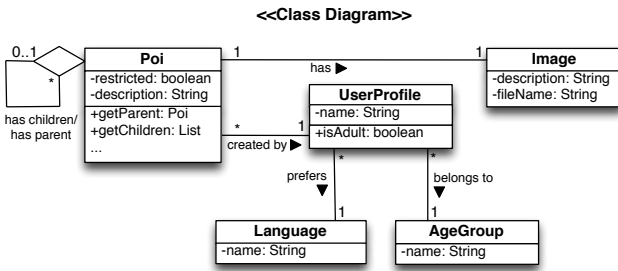 <<Class Diagram>>
0..1
*
has children/
has parent
Poi
-restricted: boolean
-description: String
+getParent: Poi
+getChildren: List
...
1
has
1
Image
-description: String
-fileName: String
*
created by
1
UserProfile
-name: String
+isAdult: boolean
*
prefers
1
*
belongs to
1
Language
-name: String
AgeGroup
-name: String